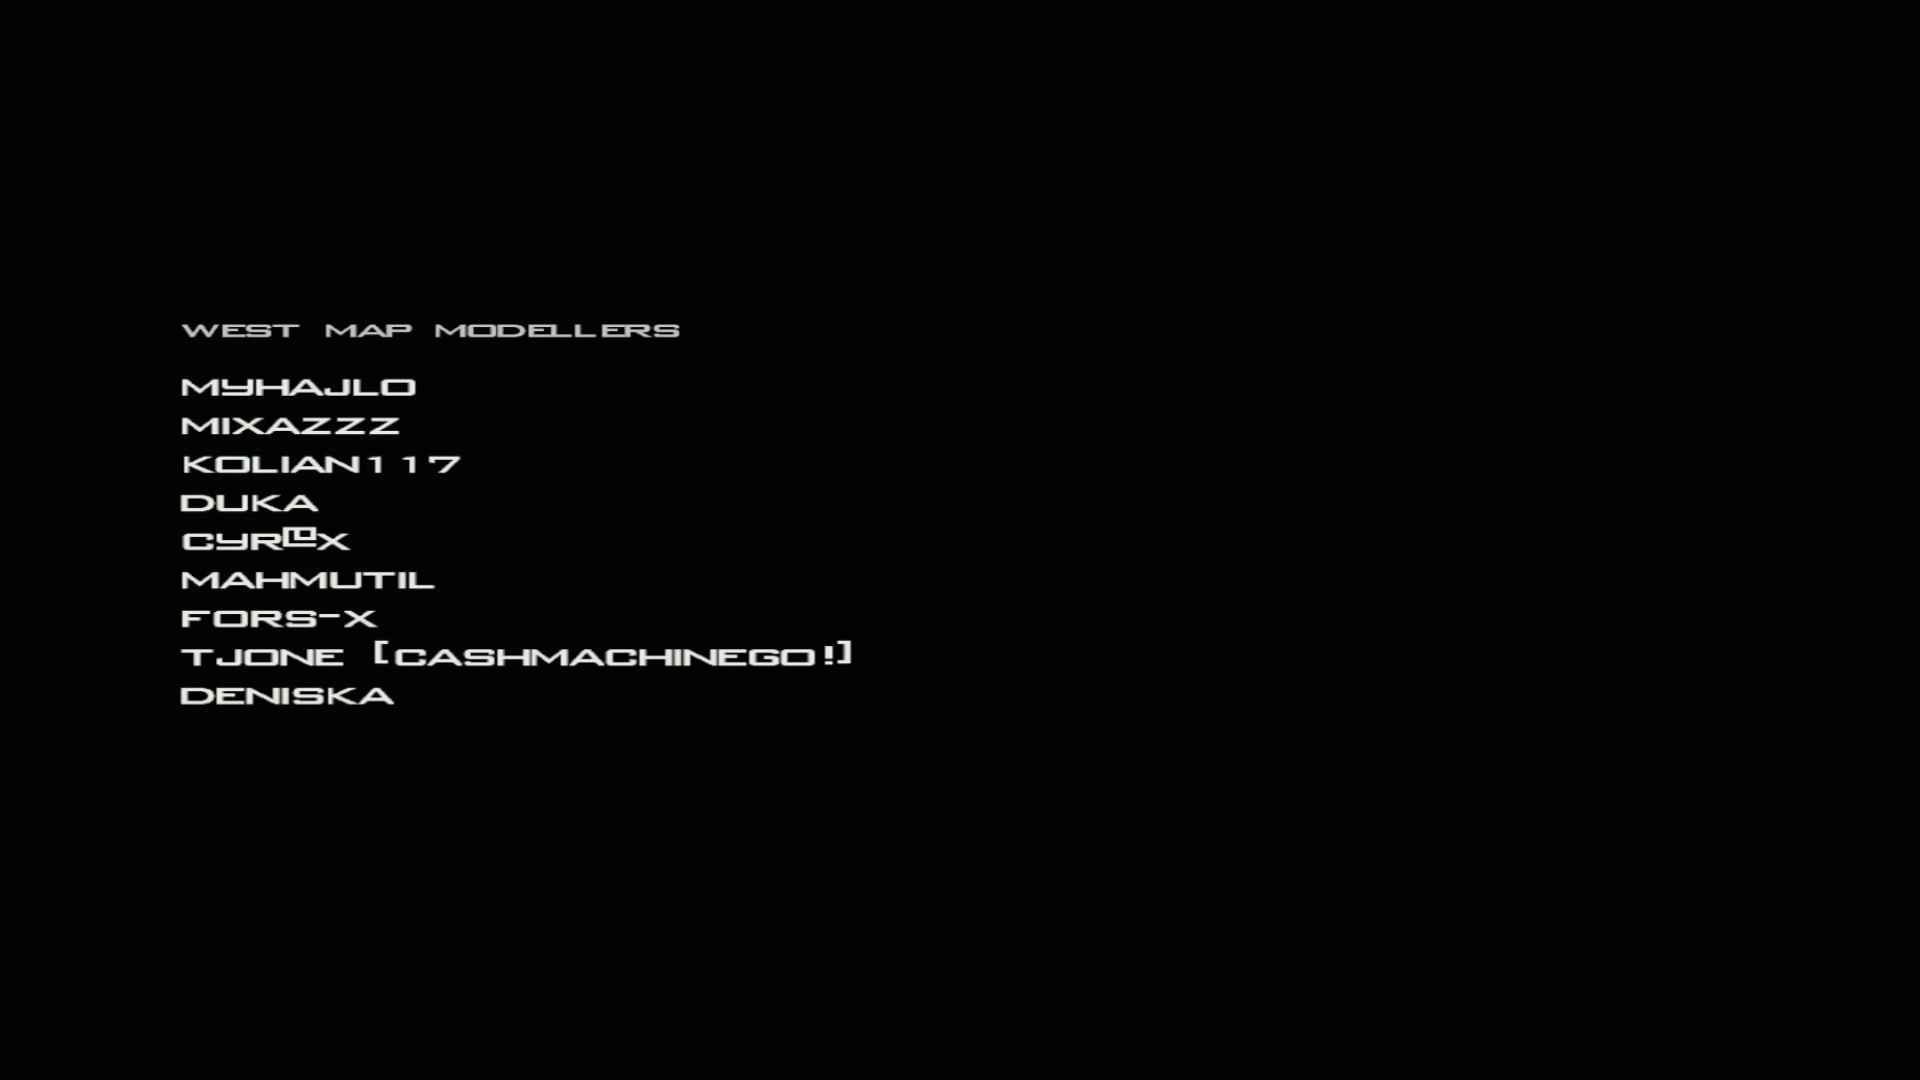 WEST MAP MODELLERS
MYHAJLO
MIXAZZZ
KOLIAN117
DUKA
CYR@X
MAHMUTIL
FORS-X
TJONE [CASHMACHINEGO!]
DENISKA